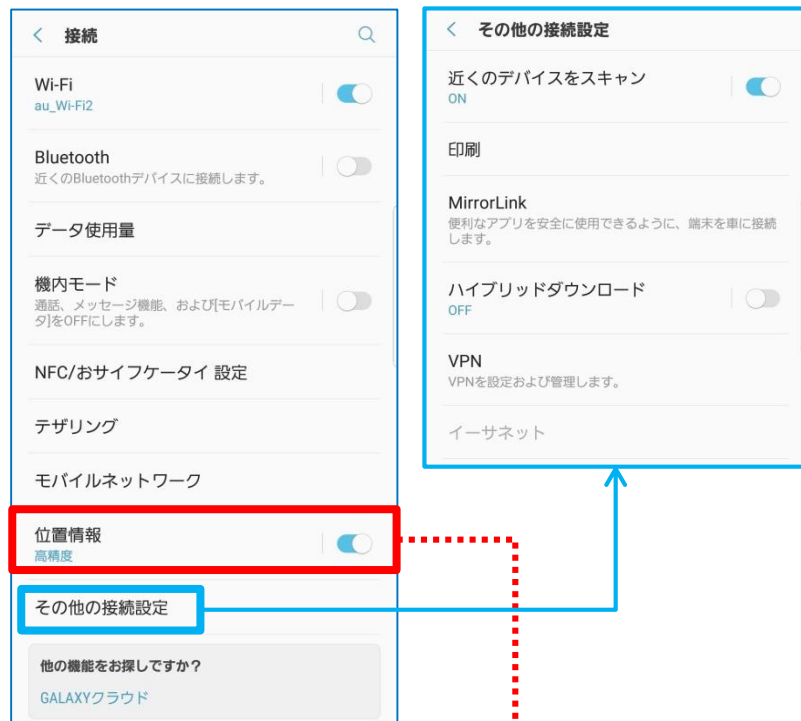 接続
Wi-Fi
au_Wi-Fi2
Bluetooth
近くのBluetoothデバイスに接続します。
データ使用量
機内モード
通話、メッセージ機能、および[モバイルデー
タ]をOFFにします。
NFC/おサイフケータイ 設定
テザリング
モバイルネットワーク
位置情報
高精度
その他の接続設定
他の機能をお探しですか？
GALAXYクラウド
その他の接続設定
近くのデバイスをスキャン
ON
印刷
MirrorLink
便利なアプリを安全に使用できるように、端末を車に接続
します。
ハイブリッドダウンロード
OFF
VPN
VPNを設定および管理します。
イーサネット